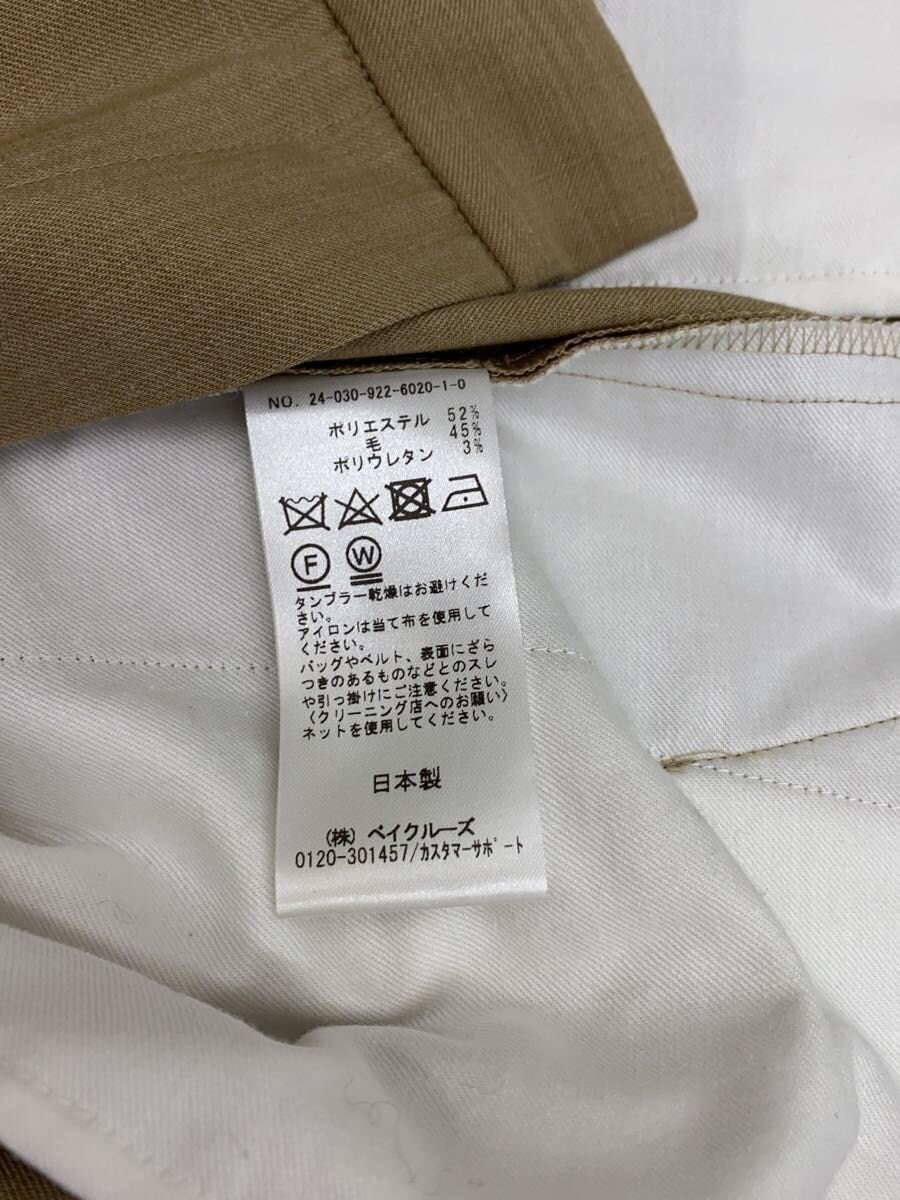 NO. 24-030-922-6020-1-0
ポリエステル 52%
毛 45%
ポリウレタン 3%
F W
タンブラー乾燥はお避けくだ
さい。
アイロンは当て布を使用して
ください。
バッグやベルト、表面にざら
つきのあるものなどとのスレ
や引っ掛けにご注意ください。
〈クリーニング店へのお願い〉
ネットを使用してください。
日本製
(株) ベイクルーズ
0120-301457/カスタマーサポート